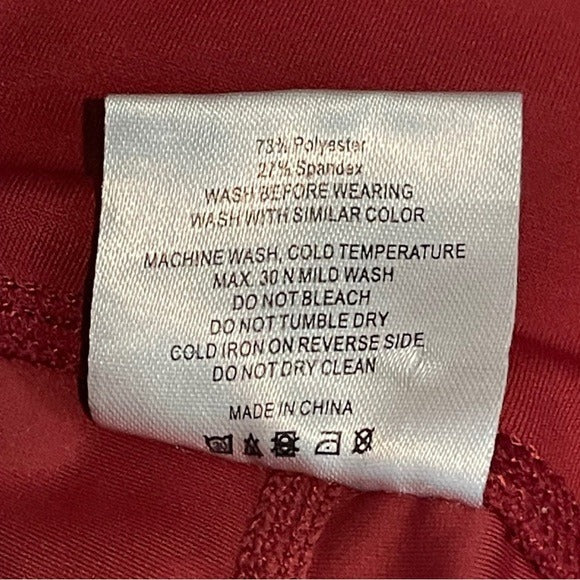 73% Polyester
27% Spandex
WASH BEFORE WEARING
WASH WITH SIMILAR COLOR
MACHINE WASH, COLD TEMPERATURE
MAX. 30 N MILD WASH
DO NOT BLEACH
DO NOT TUMBLE DRY
COLD IRON ON REVERSE SIDE
DO NOT DRY CLEAN
MADE IN CHINA